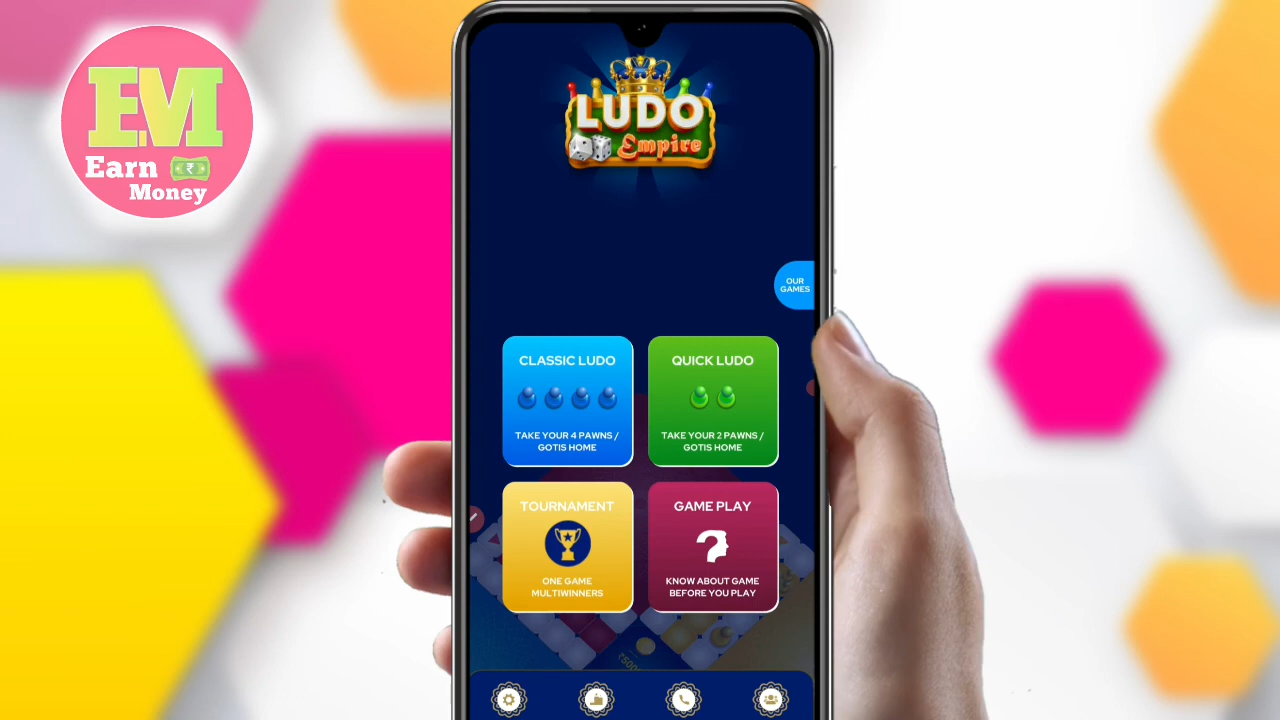 EM
Earn
Money
LUDO
Empire
OUR
GAMES
CLASSIC LUDO
TAKE YOUR 4 PAWNS /
GOTIS HOME
QUICK LUDO
TAKE YOUR 2 PAWNS /
GOTIS HOME
TOURNAMENT
ONE GAME
MULTIWINNERS
GAME PLAY
KNOW ABOUT GAME
BEFORE YOU PLAY